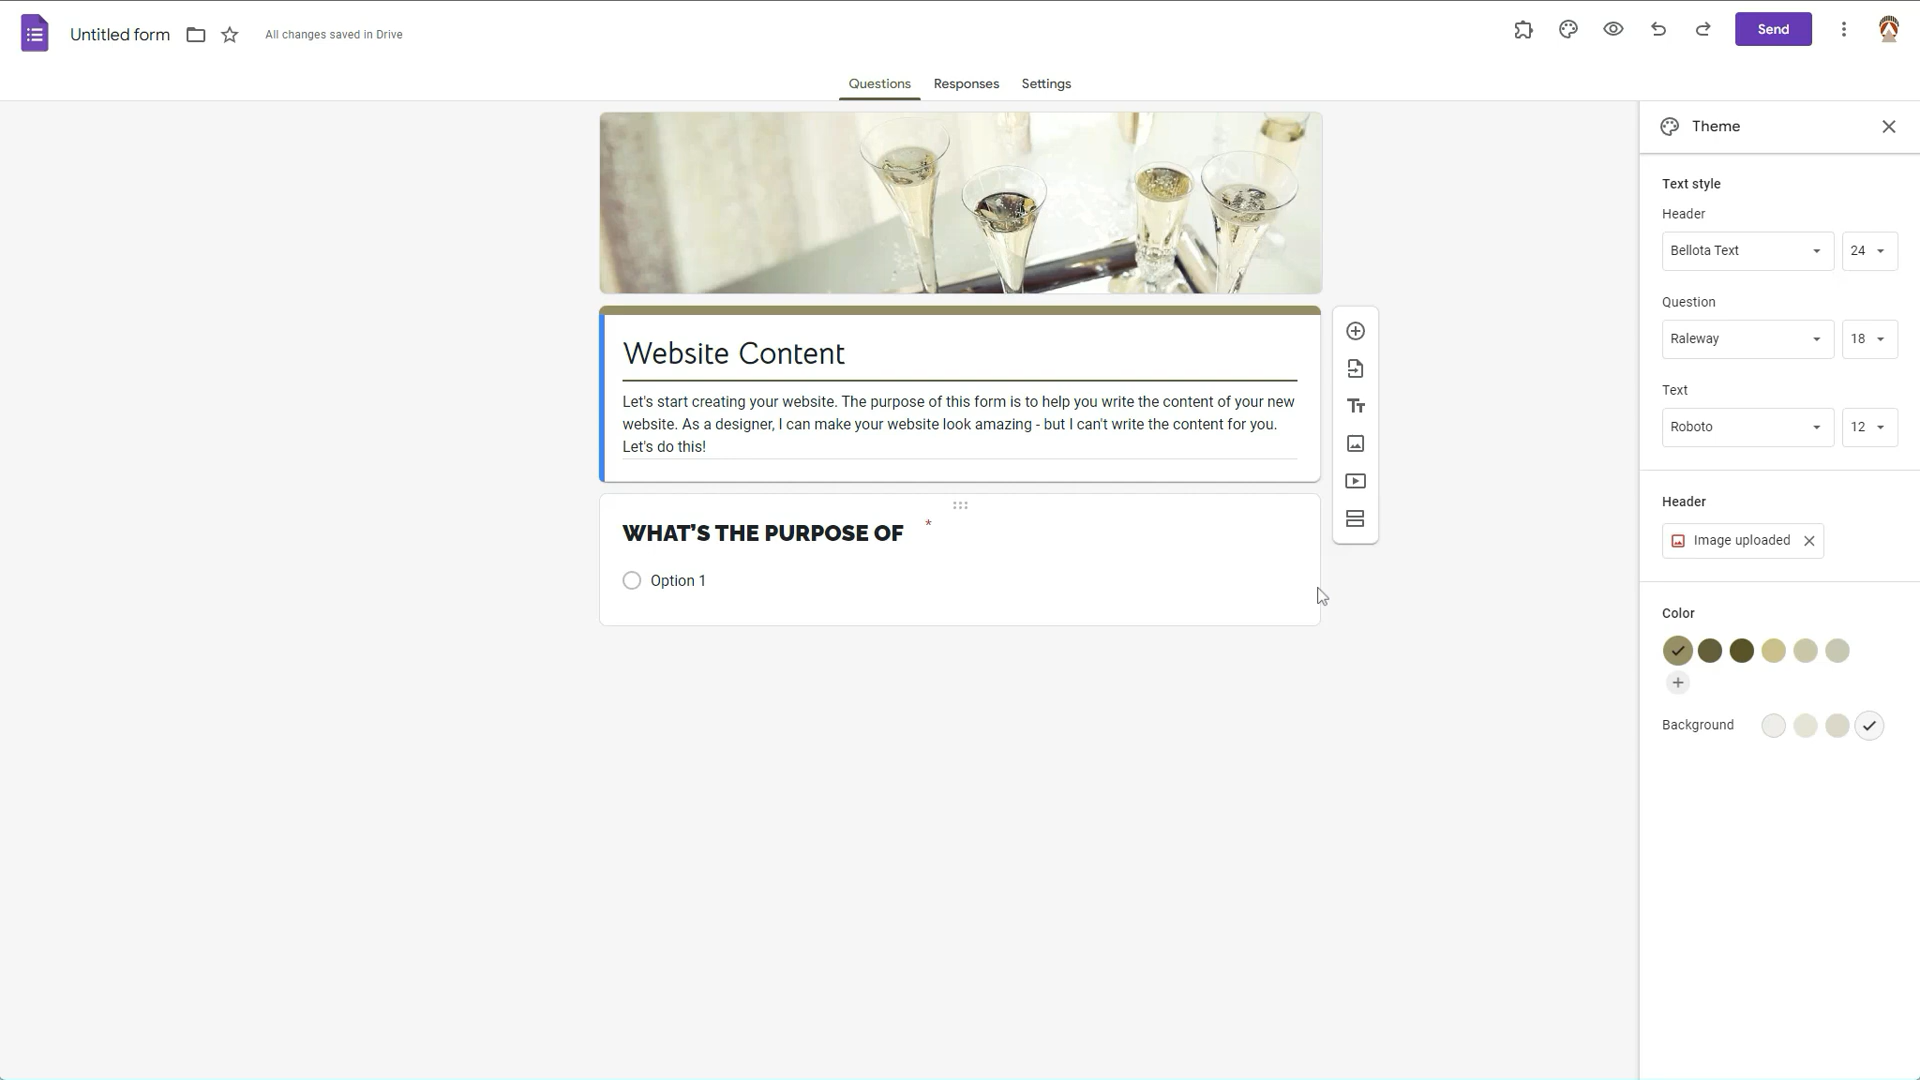 Untitled form
All changes saved in Drive
Send
Questions
Responses
Settings
Theme
Text style
Header
Bellota Text
24
Question
Raleway
18
Text
Roboto
12
Header
Image uploaded
Color
Background
Website Content
Let's start creating your website. The purpose of this form is to help you write the content of your new
website. As a designer, I can make your website look amazing - but I can't write the content for you.
Let's do this!
WHAT’S THE PURPOSE OF *
Option 1